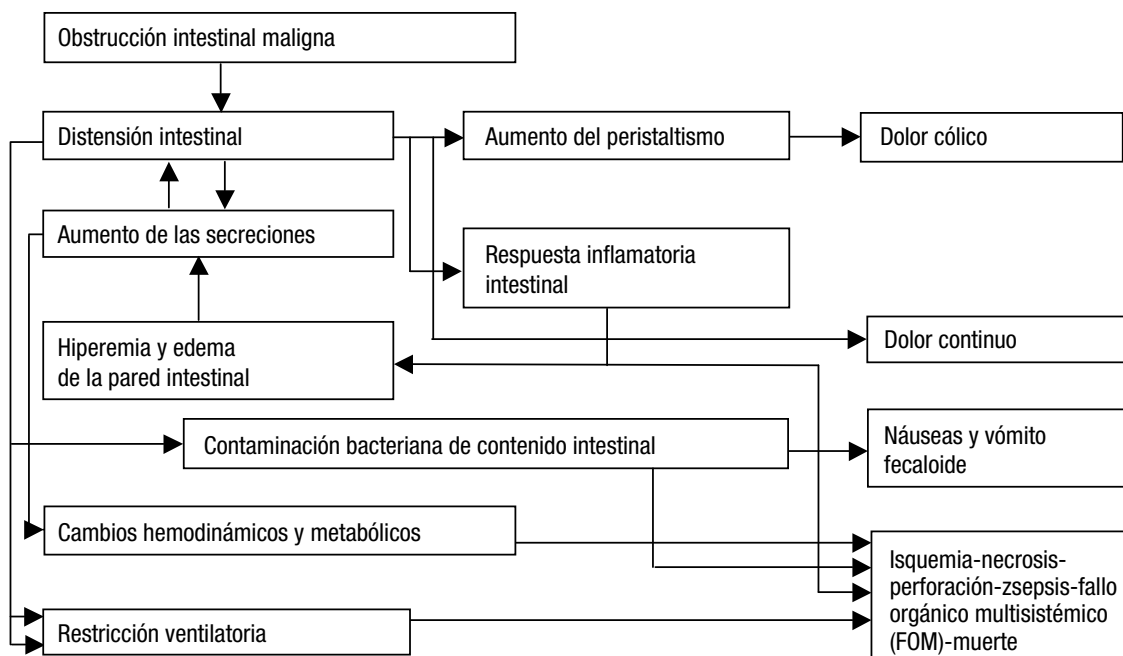 Obstrucción intestinal maligna
Distensión intestinal
Aumento del peristaltismo
Dolor cólico
Aumento de las secreciones
Respuesta inflamatoria
intestinal
Hiperemia y edema
de la pared intestinal
Dolor continuo
Contaminación bacteriana de contenido intestinal
Náuseas y vómito
fecaloide
Cambios hemodinámicos y metabólicos
Isquemia-necrosis-
perforación-zsepsis-fallo
orgánico multisistémico
(FOM)-muerte
Restricción ventilatoria